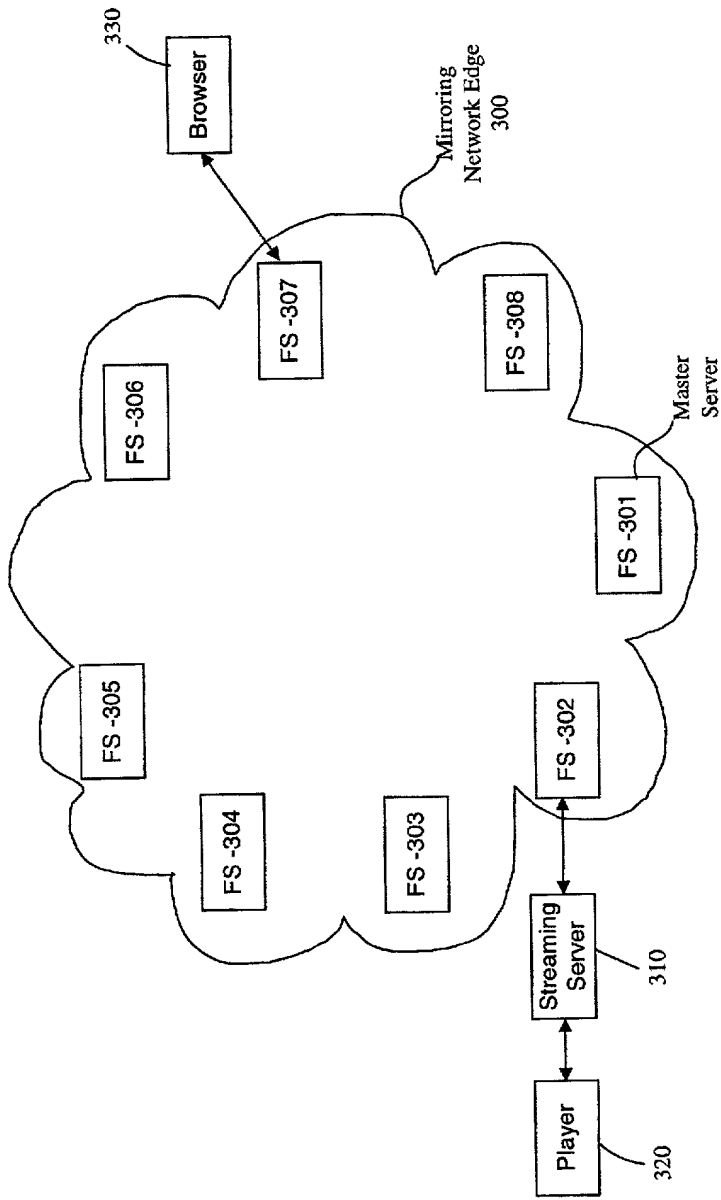 330
Browser
Mirroring
Network Edge
300
FS -307
FS -306
FS -308
Master
Server
FS -301
FS -305
FS -302
FS -304
FS -303
Streaming
Server
310
Player
320